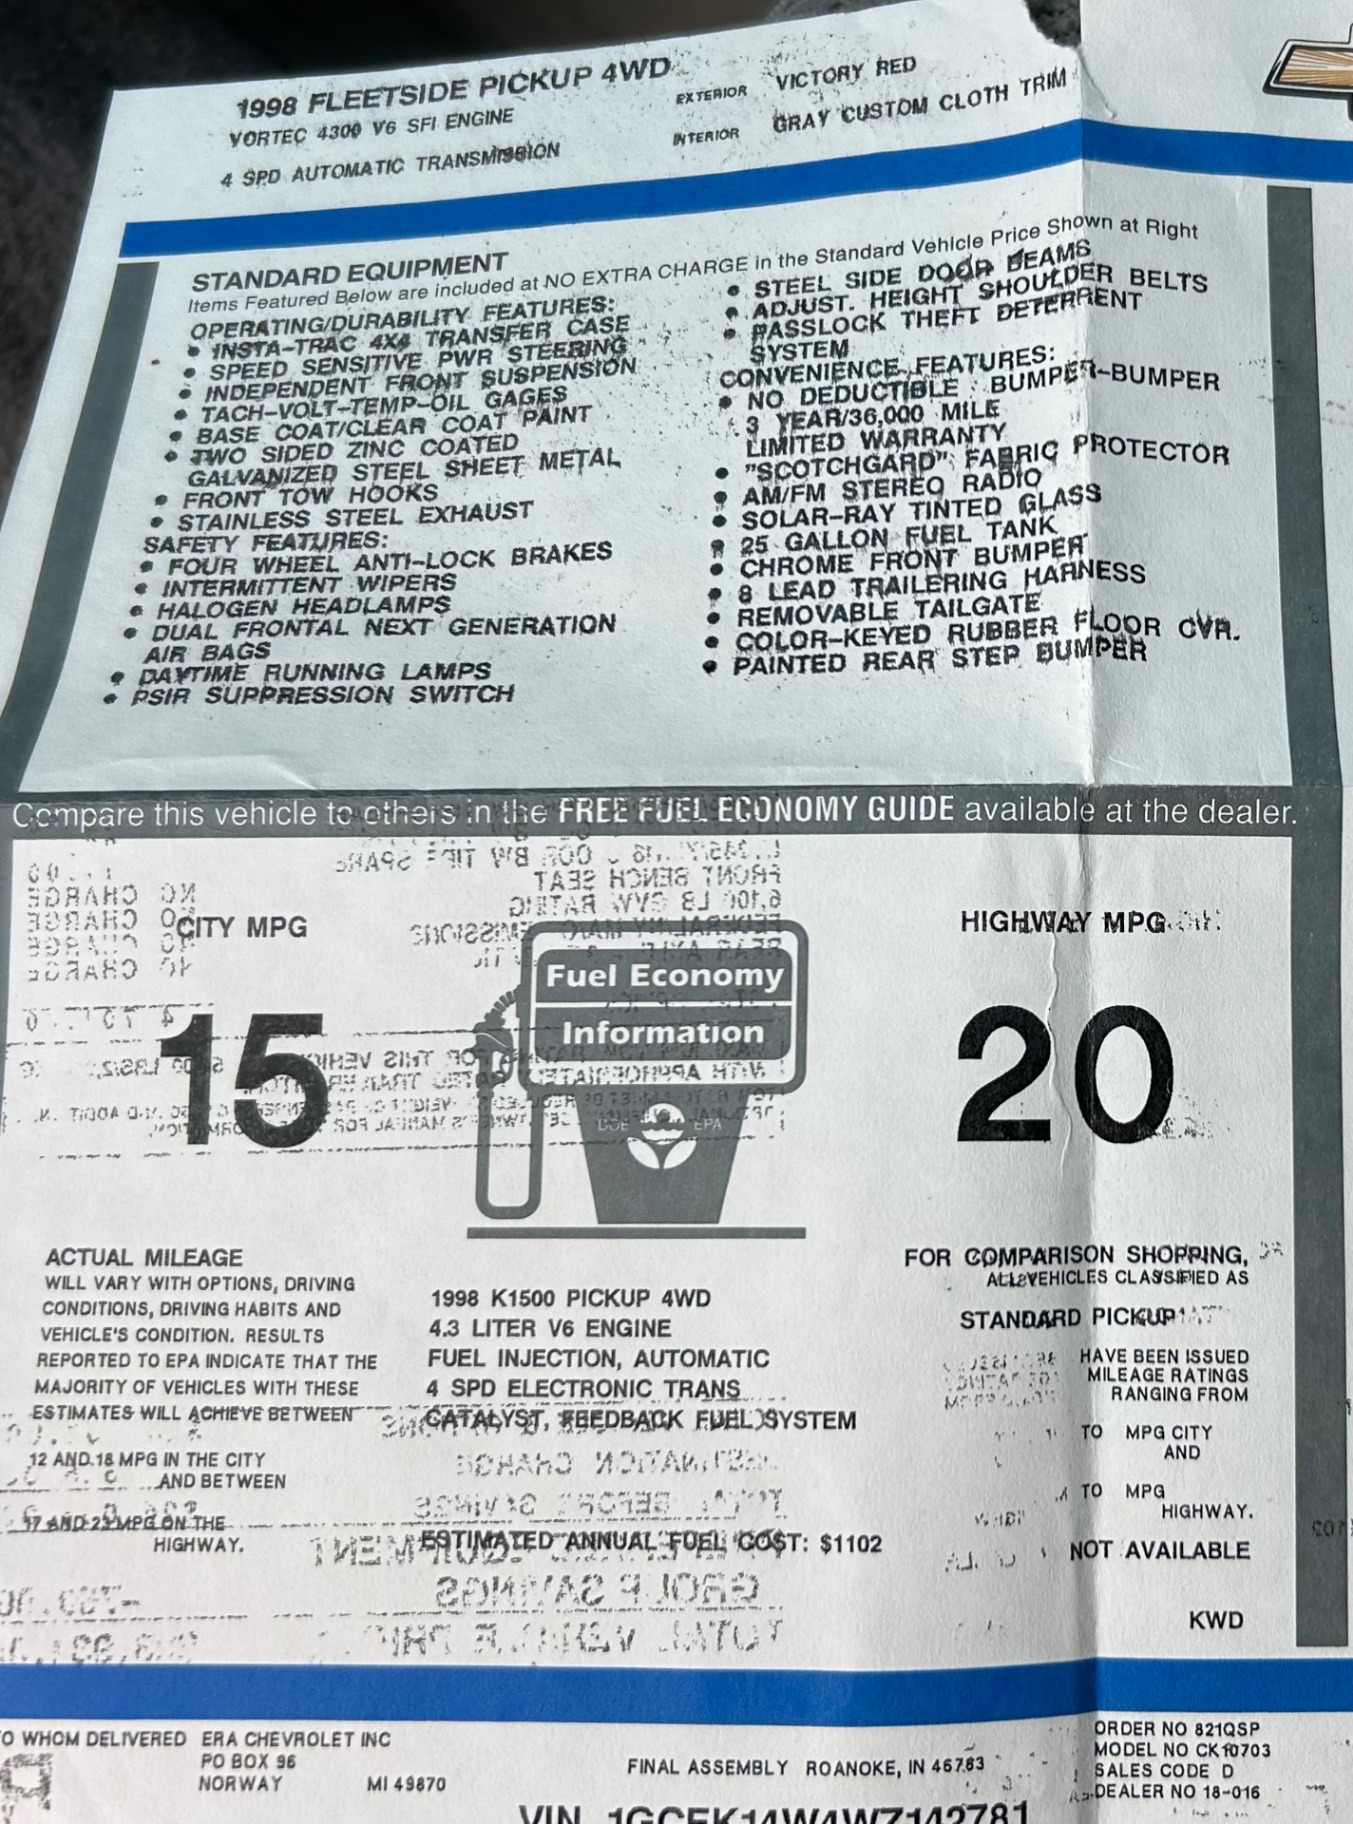 1998 FLEETSIDE PICKUP 4WD
VORTEC 4300 V6 SFI ENGINE
4 SPD AUTOMATIC TRANSMISSION
EXTERIOR VICTORY RED
INTERIOR GRAY CUSTOM CLOTH TRIM
STANDARD EQUIPMENT
Items Featured Below are included at NO EXTRA CHARGE in the Standard Vehicle Price Shown at Right
OPERATING/DURABILITY FEATURES:
• INSTA-TRAC 4X4 TRANSFER CASE
• SPEED SENSITIVE PWR STEERING
• INDEPENDENT FRONT SUSPENSION
• TACH-VOLT-TEMP-OIL GAGES
• BASE COAT/CLEAR COAT PAINT
• TWO SIDED ZINC COATED
GALVANIZED STEEL SHEET METAL
• FRONT TOW HOOKS
• STAINLESS STEEL EXHAUST
SAFETY FEATURES:
• FOUR WHEEL ANTI-LOCK BRAKES
• INTERMITTENT WIPERS
• HALOGEN HEADLAMPS
• DUAL FRONTAL NEXT GENERATION
AIR BAGS
• DAYTIME RUNNING LAMPS
• PSIR SUPPRESSION SWITCH
• STEEL SIDE DOOR BEAMS
• ADJUST. HEIGHT SHOULDER BELTS
• PASSLOCK THEFT DETERRENT
SYSTEM
CONVENIENCE FEATURES:
• NO DEDUCTIBLE BUMPER-BUMPER
3 YEAR/36,000 MILE
LIMITED WARRANTY
• "SCOTCHGARD" FABRIC PROTECTOR
• AM/FM STEREO RADIO
• SOLAR-RAY TINTED GLASS
• 25 GALLON FUEL TANK
• CHROME FRONT BUMPER
• 8 LEAD TRAILERING HARNESS
• REMOVABLE TAILGATE
• COLOR-KEYED RUBBER FLOOR CVR.
• PAINTED REAR STEP BUMPER
Compare this vehicle to others in the FREE FUEL ECONOMY GUIDE available at the dealer.
CITY MPG
15
Fuel Economy
Information
DOE EPA
HIGHWAY MPG
20
ACTUAL MILEAGE
WILL VARY WITH OPTIONS, DRIVING
CONDITIONS, DRIVING HABITS AND
VEHICLE'S CONDITION. RESULTS
REPORTED TO EPA INDICATE THAT THE
MAJORITY OF VEHICLES WITH THESE
ESTIMATES WILL ACHIEVE BETWEEN
12 AND 18 MPG IN THE CITY
AND BETWEEN
17 AND 23 MPG ON THE
HIGHWAY.
1998 K1500 PICKUP 4WD
4.3 LITER V6 ENGINE
FUEL INJECTION, AUTOMATIC
4 SPD ELECTRONIC TRANS
CATALYST, FEEDBACK FUEL SYSTEM
ESTIMATED ANNUAL FUEL COST: $1102
FOR COMPARISON SHOPPING,
ALL VEHICLES CLASSIFIED AS
STANDARD PICKUP
HAVE BEEN ISSUED
MILEAGE RATINGS
RANGING FROM
TO MPG CITY
AND
TO MPG
HIGHWAY.
NOT AVAILABLE
KWD
TO WHOM DELIVERED ERA CHEVROLET INC
PO BOX 96
NORWAY MI 49870
FINAL ASSEMBLY ROANOKE, IN 46783
VIN 1GCEK14W4WZ142781
ORDER NO 821QSP
MODEL NO CK10703
SALES CODE D
DEALER NO 18-016